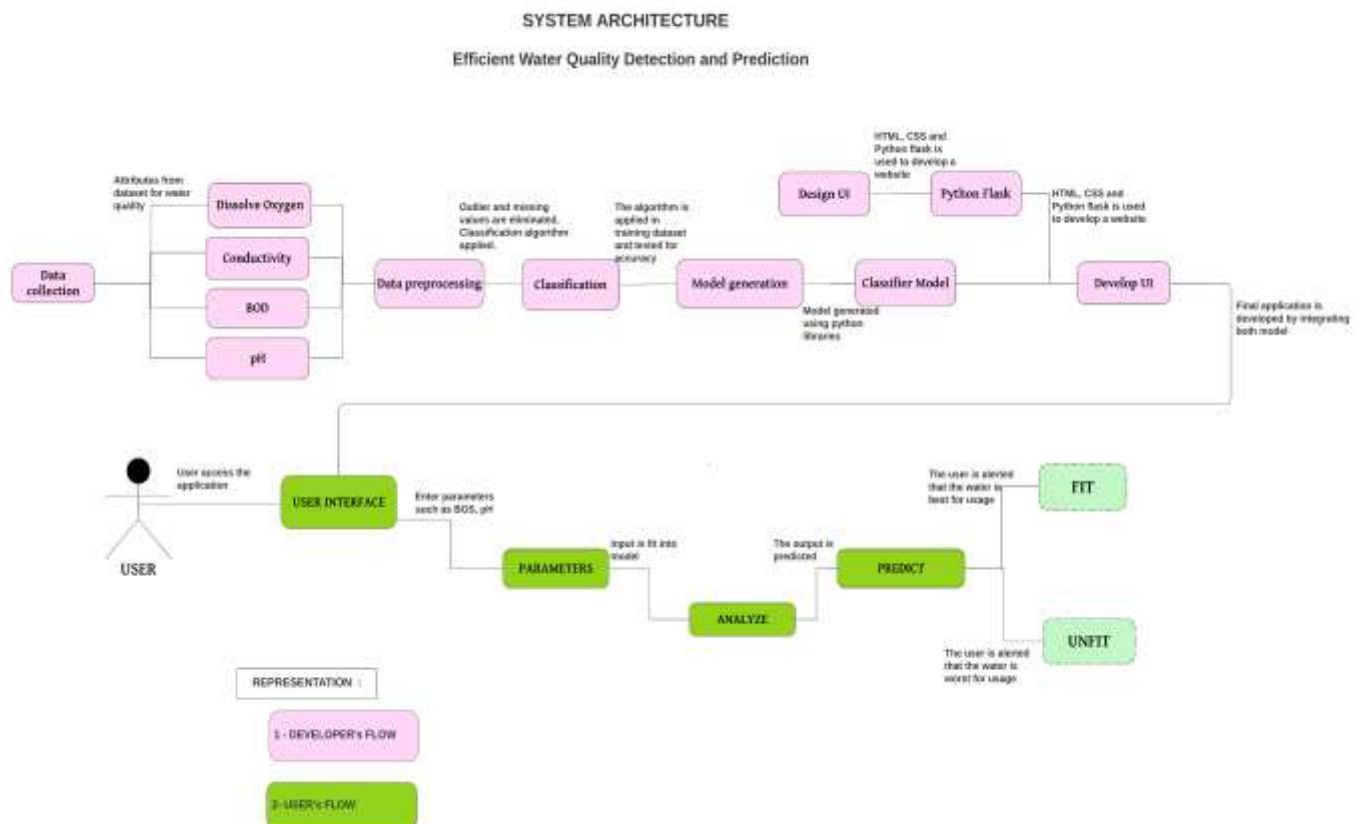 SYSTEM ARCHITECTURE
Efficient Water Quality Detection and Prediction
HTML, CSS and
Python flask is
used to develop a
website
Attributes from
dataset for water
quality
Dissolve Oxygen
Outlier and missing
values are eliminated.
Classification algorithm
applied.
The algorithm is
applied in
training dataset
and tested for
accuracy
Design UI
Python Flask
HTML, CSS and
Python flask is used
to develop a website
Conductivity
Data
collection
Data preprocessing
Classification
Model generation
Classifier Model
Develop UI
BOD
Model generated
using python
libraries
Final application is
developed by integrating
both model
pH
User access the
application
USER INTERFACE
Enter parameters
such as BOS, pH
The user is alerted
that the water is
best for usage
FIT
USER
PARAMETERS
Input is fit into
model
The output is
predicted
PREDICT
ANALYZE
UNFIT
The user is alerted
that the water is
worst for usage
REPRESENTATION :
1 - DEVELOPER's FLOW
2- USER's FLOW